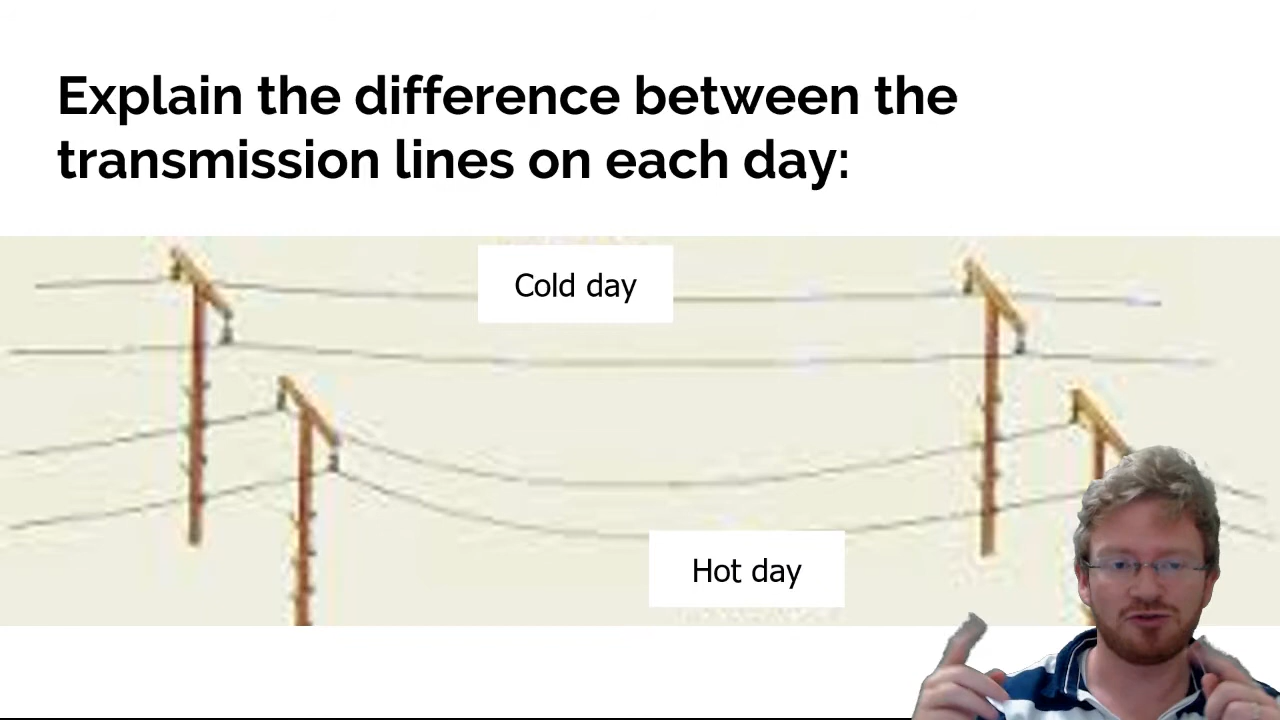 Explain the difference between the
transmission lines on each day:
Cold day
Hot day